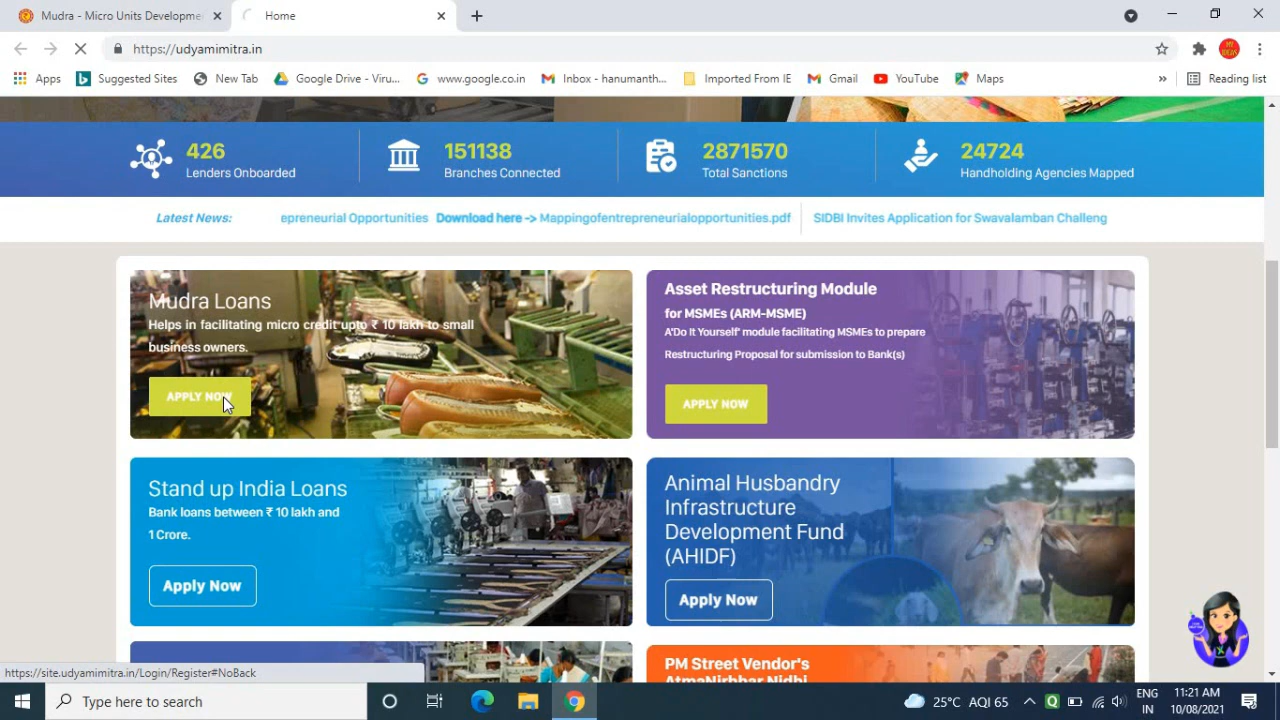 Mudra - Micro Units Developme
Home
https://udyamimitra.in
Apps
Suggested Sites
New Tab
Google Drive - Viru...
www.google.co.in
Inbox - hanumanth...
Imported From IE
Gmail
YouTube
Maps
»
Reading list
426
Lenders Onboarded
151138
Branches Connected
2871570
Total Sanctions
24724
Handholding Agencies Mapped
Latest News:
epreneurial Opportunities Download here -> Mappingofentrepreneurialopportunities.pdf
SIDBI Invites Application for Swavalamban Challeng
Mudra Loans
Helps in facilitating micro credit upto ₹ 10 lakh to small
business owners.
APPLY NOW
Asset Restructuring Module
for MSMEs (ARM-MSME)
A'Do It Yourself' module facilitating MSMEs to prepare
Restructuring Proposal for submission to Bank(s)
APPLY NOW
Stand up India Loans
Bank loans between ₹ 10 lakh and
1 Crore.
Apply Now
Animal Husbandry
Infrastructure
Development Fund
(AHIDF)
Apply Now
PM Street Vendor's
AtmaNirbhar Nidhi
https://site.udyamimitra.in/Login/Register#NoBack
Type here to search
25°C AQI 65
ENG
IN
11:21 AM
10/08/2021